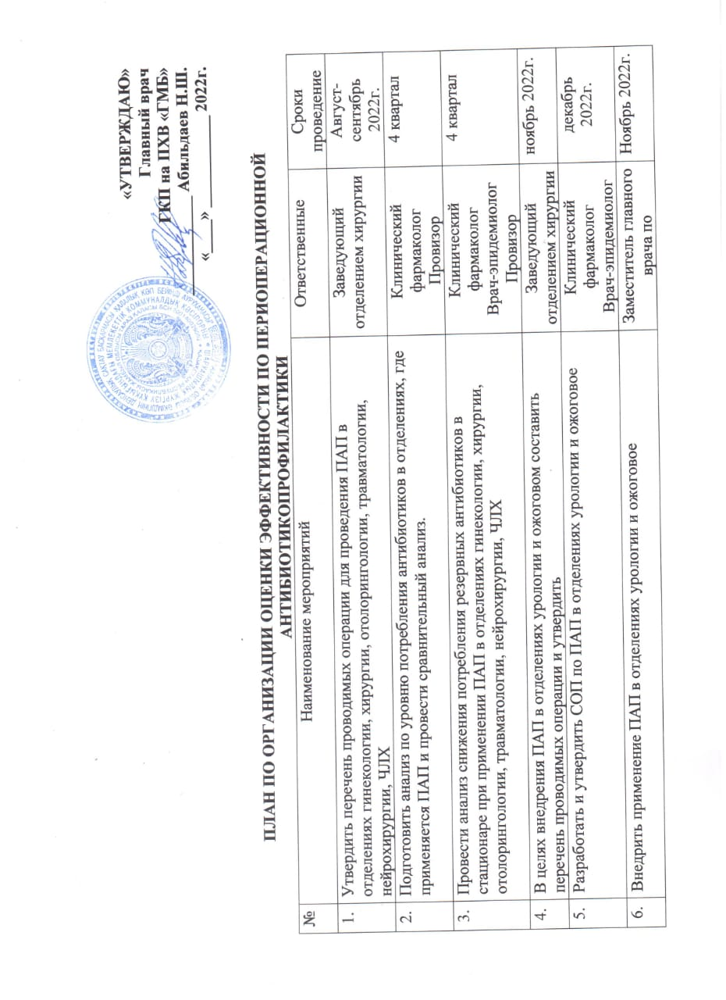 «УТВЕРЖДАЮ»
Главный врач
ГКП на ПХВ «ГМБ»
Абильдаев Н.Ш.
«___» ____________ 2022г.
ПЛАН ПО ОРГАНИЗАЦИИ ОЦЕНКИ ЭФФЕКТИВНОСТИ ПО ПЕРИОПЕРАЦИОННОЙ
АНТИБИОТИКОПРОФИЛАКТИКИ
№ Наименование мероприятий Ответственные Сроки
проведение
1. Утвердить перечень проводимых операции для проведения ПАП в
отделениях гинекологии, хирургии, отолорингологии, травматологии,
нейрохирургии, ЧЛХ
Заведующий
отделением хирургии
Август-
сентябрь
2022г.
2. Подготовить анализ по уровню потребления антибиотиков в отделениях, где
применяется ПАП и провести сравнительный анализ.
Клинический
фармаколог
Провизор
4 квартал
3. Провести анализ снижения потребления резервных антибиотиков в
стационаре при применении ПАП в отделениях гинекологии, хирургии,
отолорингологии, травматологии, нейрохирургии, ЧЛХ
Клинический
фармаколог
Врач-эпидемиолог
Провизор
4 квартал
4. В целях внедрения ПАП в отделениях урологии и ожоговом составить
перечень проводимых операции и утвердить
Заведующий
отделением хирургии
ноябрь 2022г.
5. Разработать и утвердить СОП по ПАП в отделениях урологии и ожоговое
Клинический
фармаколог
Врач-эпидемиолог
декабрь
2022г.
6. Внедрить применение ПАП в отделениях урологии и ожоговое
Заместитель главного
врача по
Ноябрь 2022г.